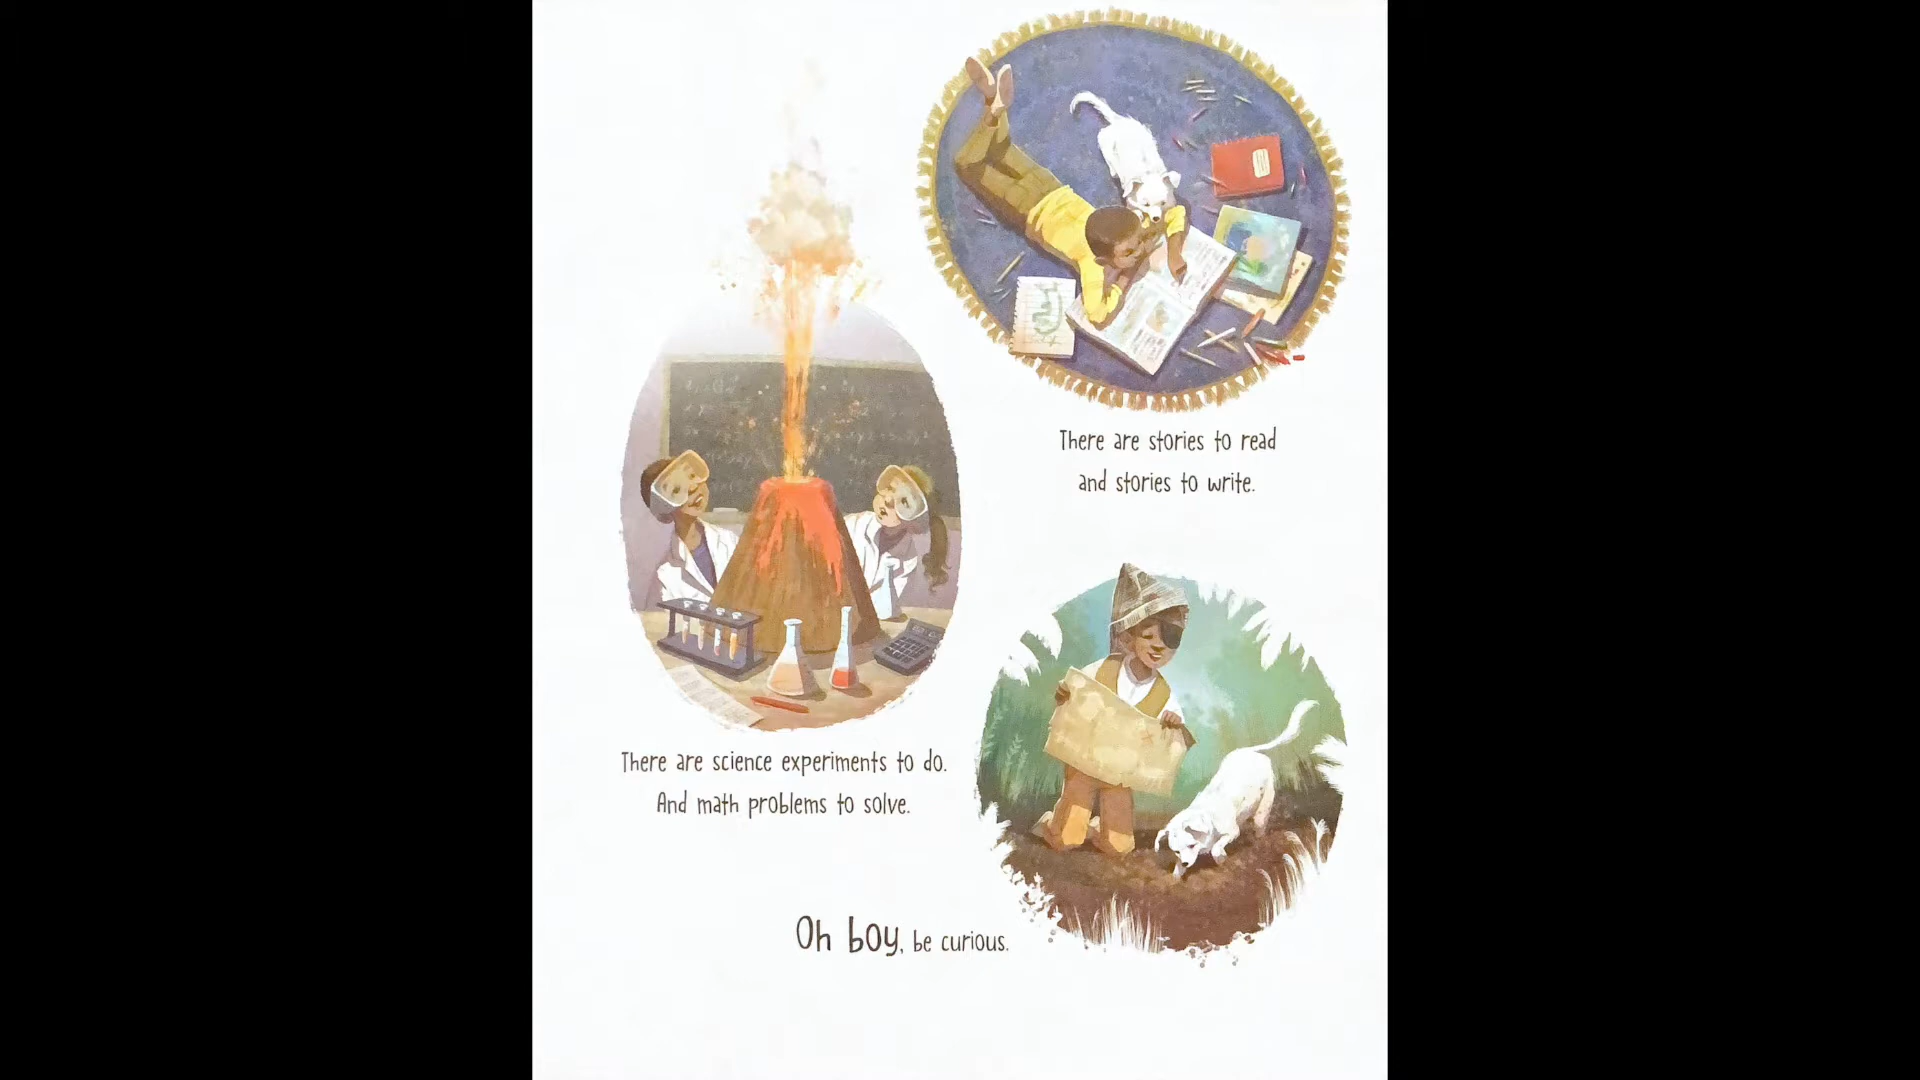 There are stories to read
and stories to write.
There are science experiments to do.
And math problems to solve.
Oh boy, be curious.